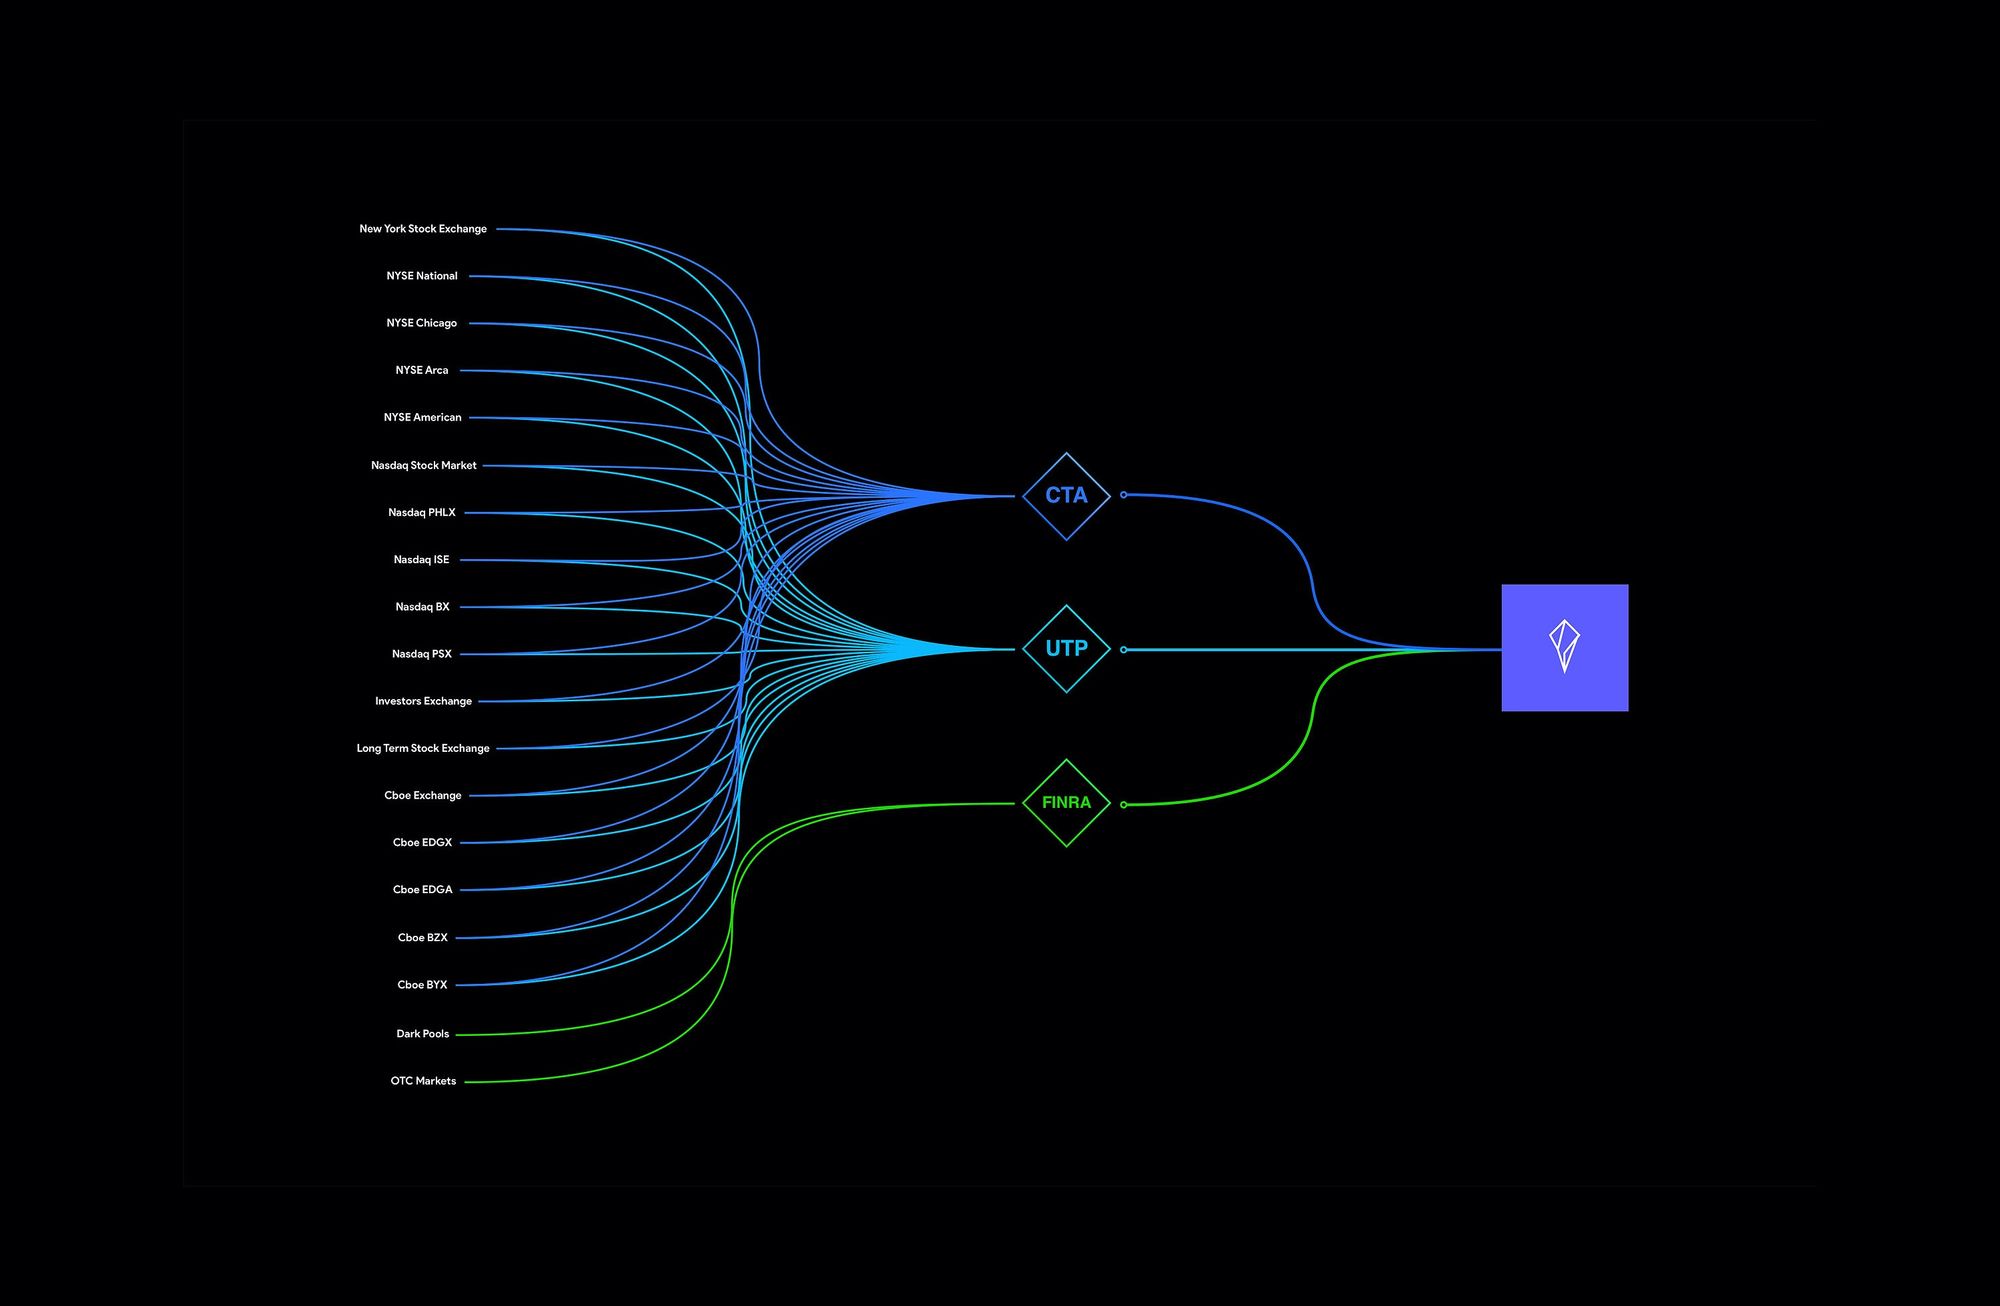 New York Stock Exchange
NYSE National
NYSE Chicago
NYSE Arca
NYSE American
Nasdaq Stock Market
Nasdaq PHLX
Nasdaq ISE
Nasdaq BX
Nasdaq PSX
Investors Exchange
Long Term Stock Exchange
Cboe Exchange
Cboe EDGX
Cboe EDGA
Cboe BZX
Cboe BYX
Dark Pools
OTC Markets
CTA
UTP
FINRA